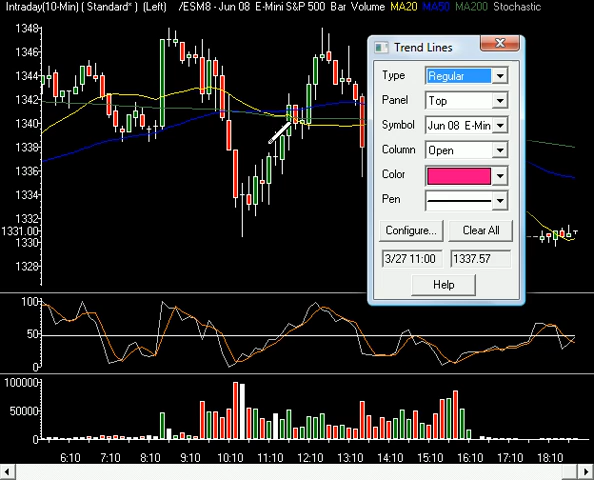 Intraday(10-Min) ( Standard* ) (Left) /ESM8 - Jun 08 E-Mini S&P 500 Bar Volume MA20 MA50 MA200 Stochastic
1348
1346
1344
1342
1340
1338
1336
1334
1332
1331.00
1330
1328
Trend Lines
Type Regular
Panel Top
Symbol Jun 08 E-Min
Column Open
Color
Pen
Configure... Clear All
3/27 11:00 1337.57
Help
100
50
0
100000
50000
0
6:10 7:10 8:10 9:10 10:10 11:10 12:10 13:10 14:10 15:10 16:10 17:10 18:10